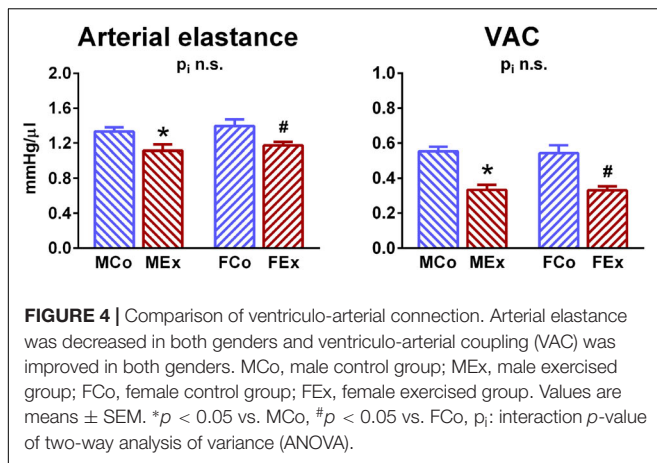 Arterial elastance
p_i n.s.
mmHg/µl
2.0
1.6
1.2
0.8
0.4
0.0
*
#
MCo MEx FCo FEx
VAC
p_i n.s.
1.0
0.8
0.6
0.4
0.2
0.0
*
#
MCo MEx FCo FEx
FIGURE 4 | Comparison of ventriculo-arterial connection. Arterial elastance
was decreased in both genders and ventriculo-arterial coupling (VAC) was
improved in both genders. MCo, male control group; MEx, male exercised
group; FCo, female control group; FEx, female exercised group. Values are
means ± SEM. *p < 0.05 vs. MCo, #p < 0.05 vs. FCo, p_i: interaction p-value
of two-way analysis of variance (ANOVA).